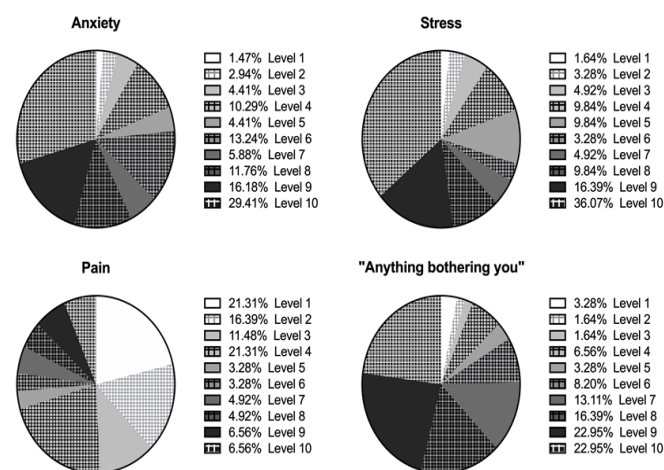 Anxiety
1.47% Level 1
2.94% Level 2
4.41% Level 3
10.29% Level 4
4.41% Level 5
13.24% Level 6
5.88% Level 7
11.76% Level 8
16.18% Level 9
29.41% Level 10
Stress
1.64% Level 1
3.28% Level 2
4.92% Level 3
9.84% Level 4
9.84% Level 5
3.28% Level 6
4.92% Level 7
9.84% Level 8
16.39% Level 9
36.07% Level 10
Pain
21.31% Level 1
16.39% Level 2
11.48% Level 3
21.31% Level 4
3.28% Level 5
3.28% Level 6
4.92% Level 7
4.92% Level 8
6.56% Level 9
6.56% Level 10
"Anything bothering you"
3.28% Level 1
1.64% Level 2
1.64% Level 3
6.56% Level 4
3.28% Level 5
8.20% Level 6
13.11% Level 7
16.39% Level 8
22.95% Level 9
22.95% Level 10